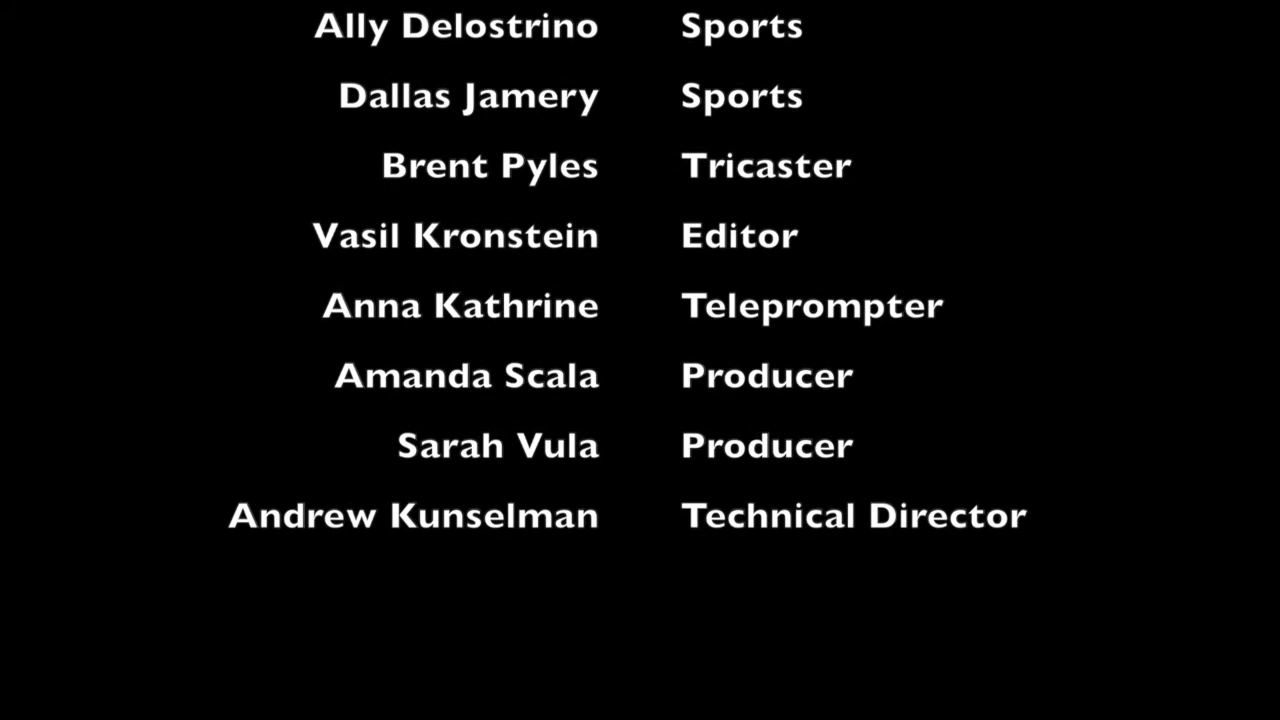 Ally Delostrino Sports
Dallas Jamery Sports
Brent Pyles Tricaster
Vasil Kronstein Editor
Anna Kathrine Teleprompter
Amanda Scala Producer
Sarah Vula Producer
Andrew Kunselman Technical Director